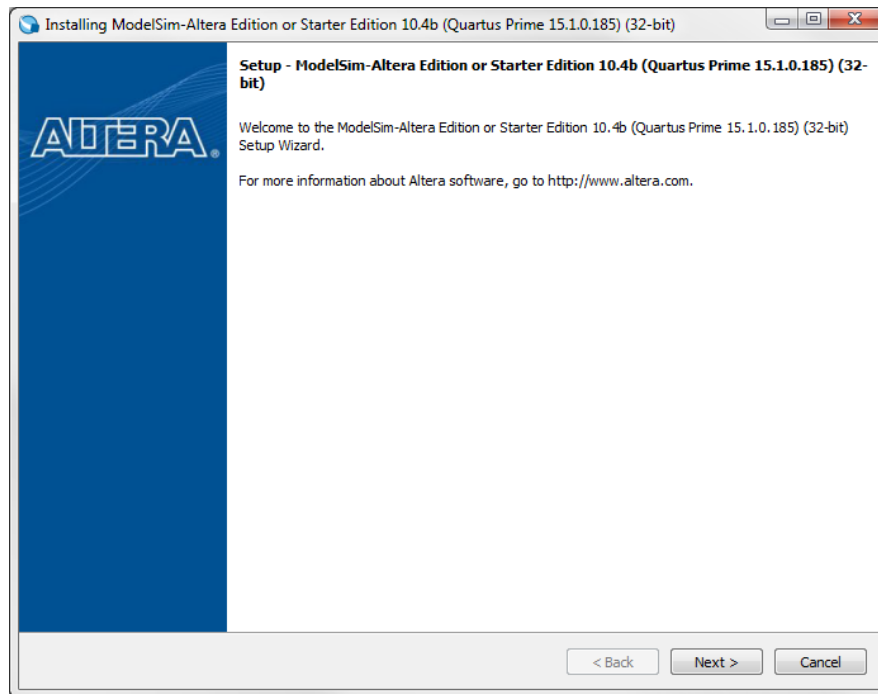 Installing ModelSim-Altera Edition or Starter Edition 10.4b (Quartus Prime 15.1.0.185) (32-bit)
Setup - ModelSim-Altera Edition or Starter Edition 10.4b (Quartus Prime 15.1.0.185) (32-
bit)
ALTERA®
Welcome to the ModelSim-Altera Edition or Starter Edition 10.4b (Quartus Prime 15.1.0.185) (32-bit)
Setup Wizard.
For more information about Altera software, go to http://www.altera.com.
< Back
Next >
Cancel